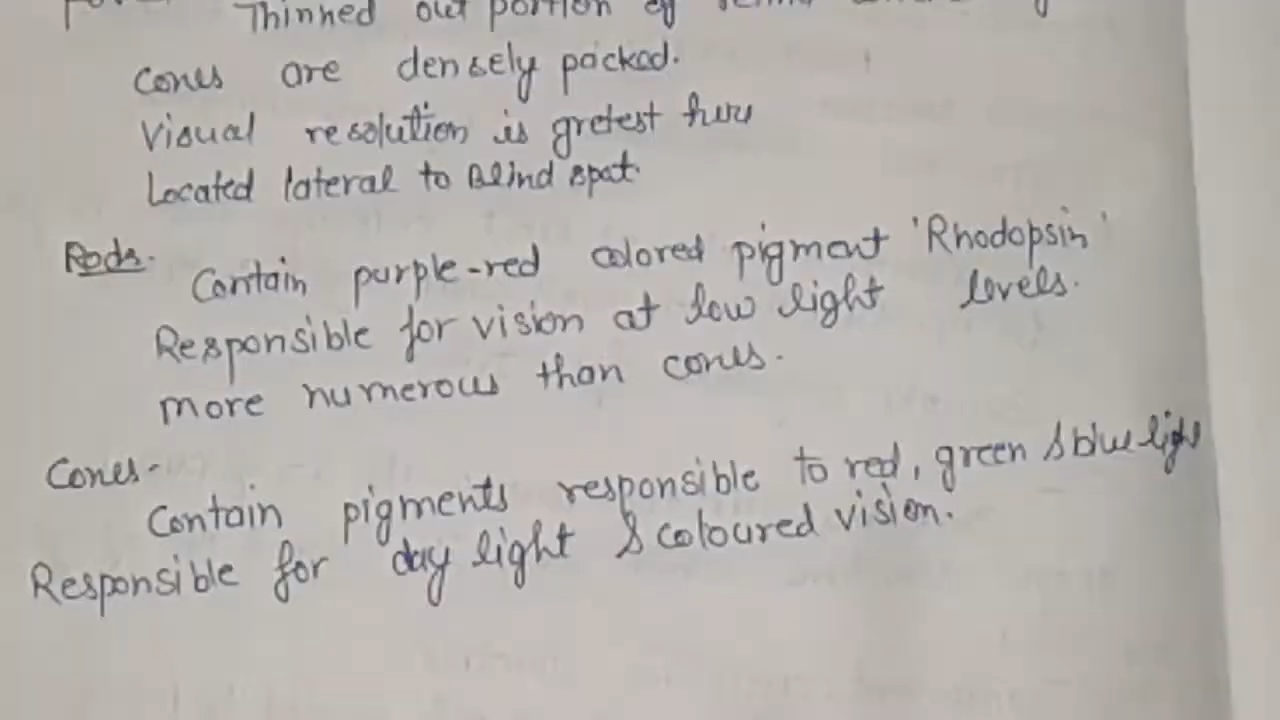 Thinned out portion of
cones are densely packed.
Visual resolution is gretest here
Located lateral to Blind spot.
Rods. Contain purple-red colored pigment 'Rhodopsin'
Responsible for vision at low light levels.
more numerous than cones.
Cones-
Contain pigments responsible to red, green & blue light
Responsible for day light & coloured vision.